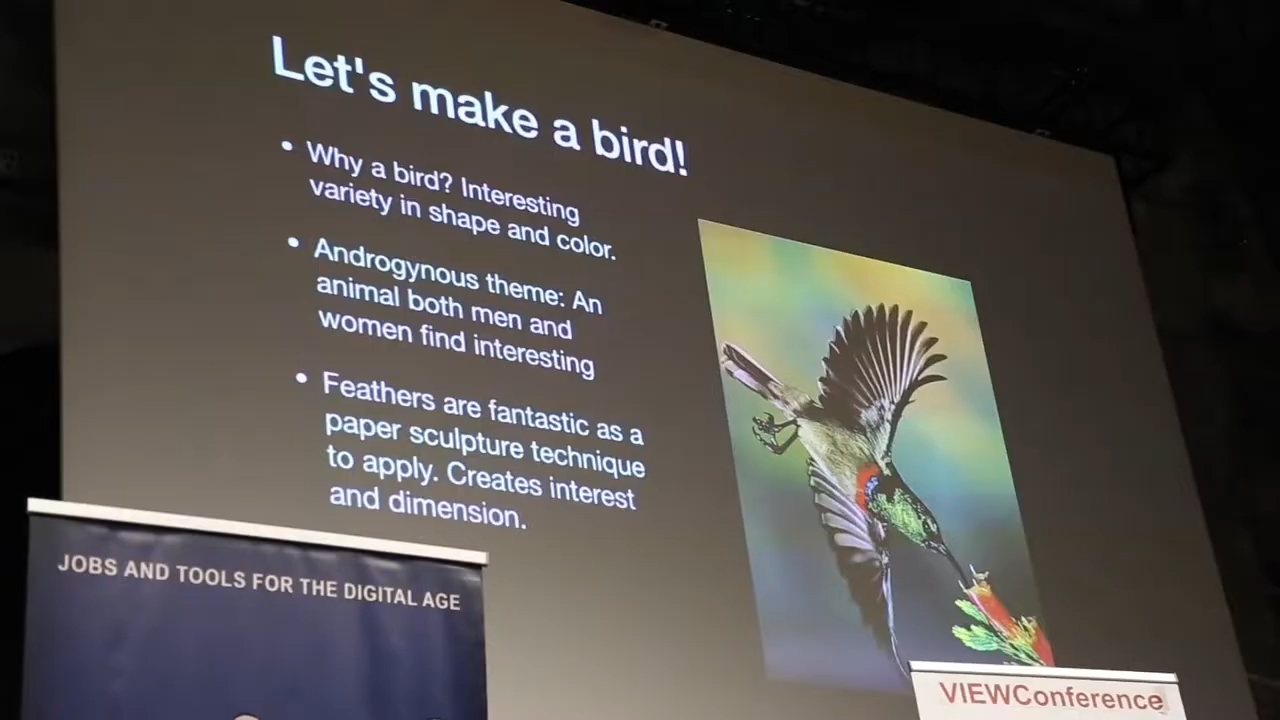 Let's make a bird!
• Why a bird? Interesting
variety in shape and color.
• Androgynous theme: An
animal both men and
women find interesting
• Feathers are fantastic as a
paper sculpture technique
to apply. Creates interest
and dimension.
JOBS AND TOOLS FOR THE DIGITAL AGE
VIEWConference